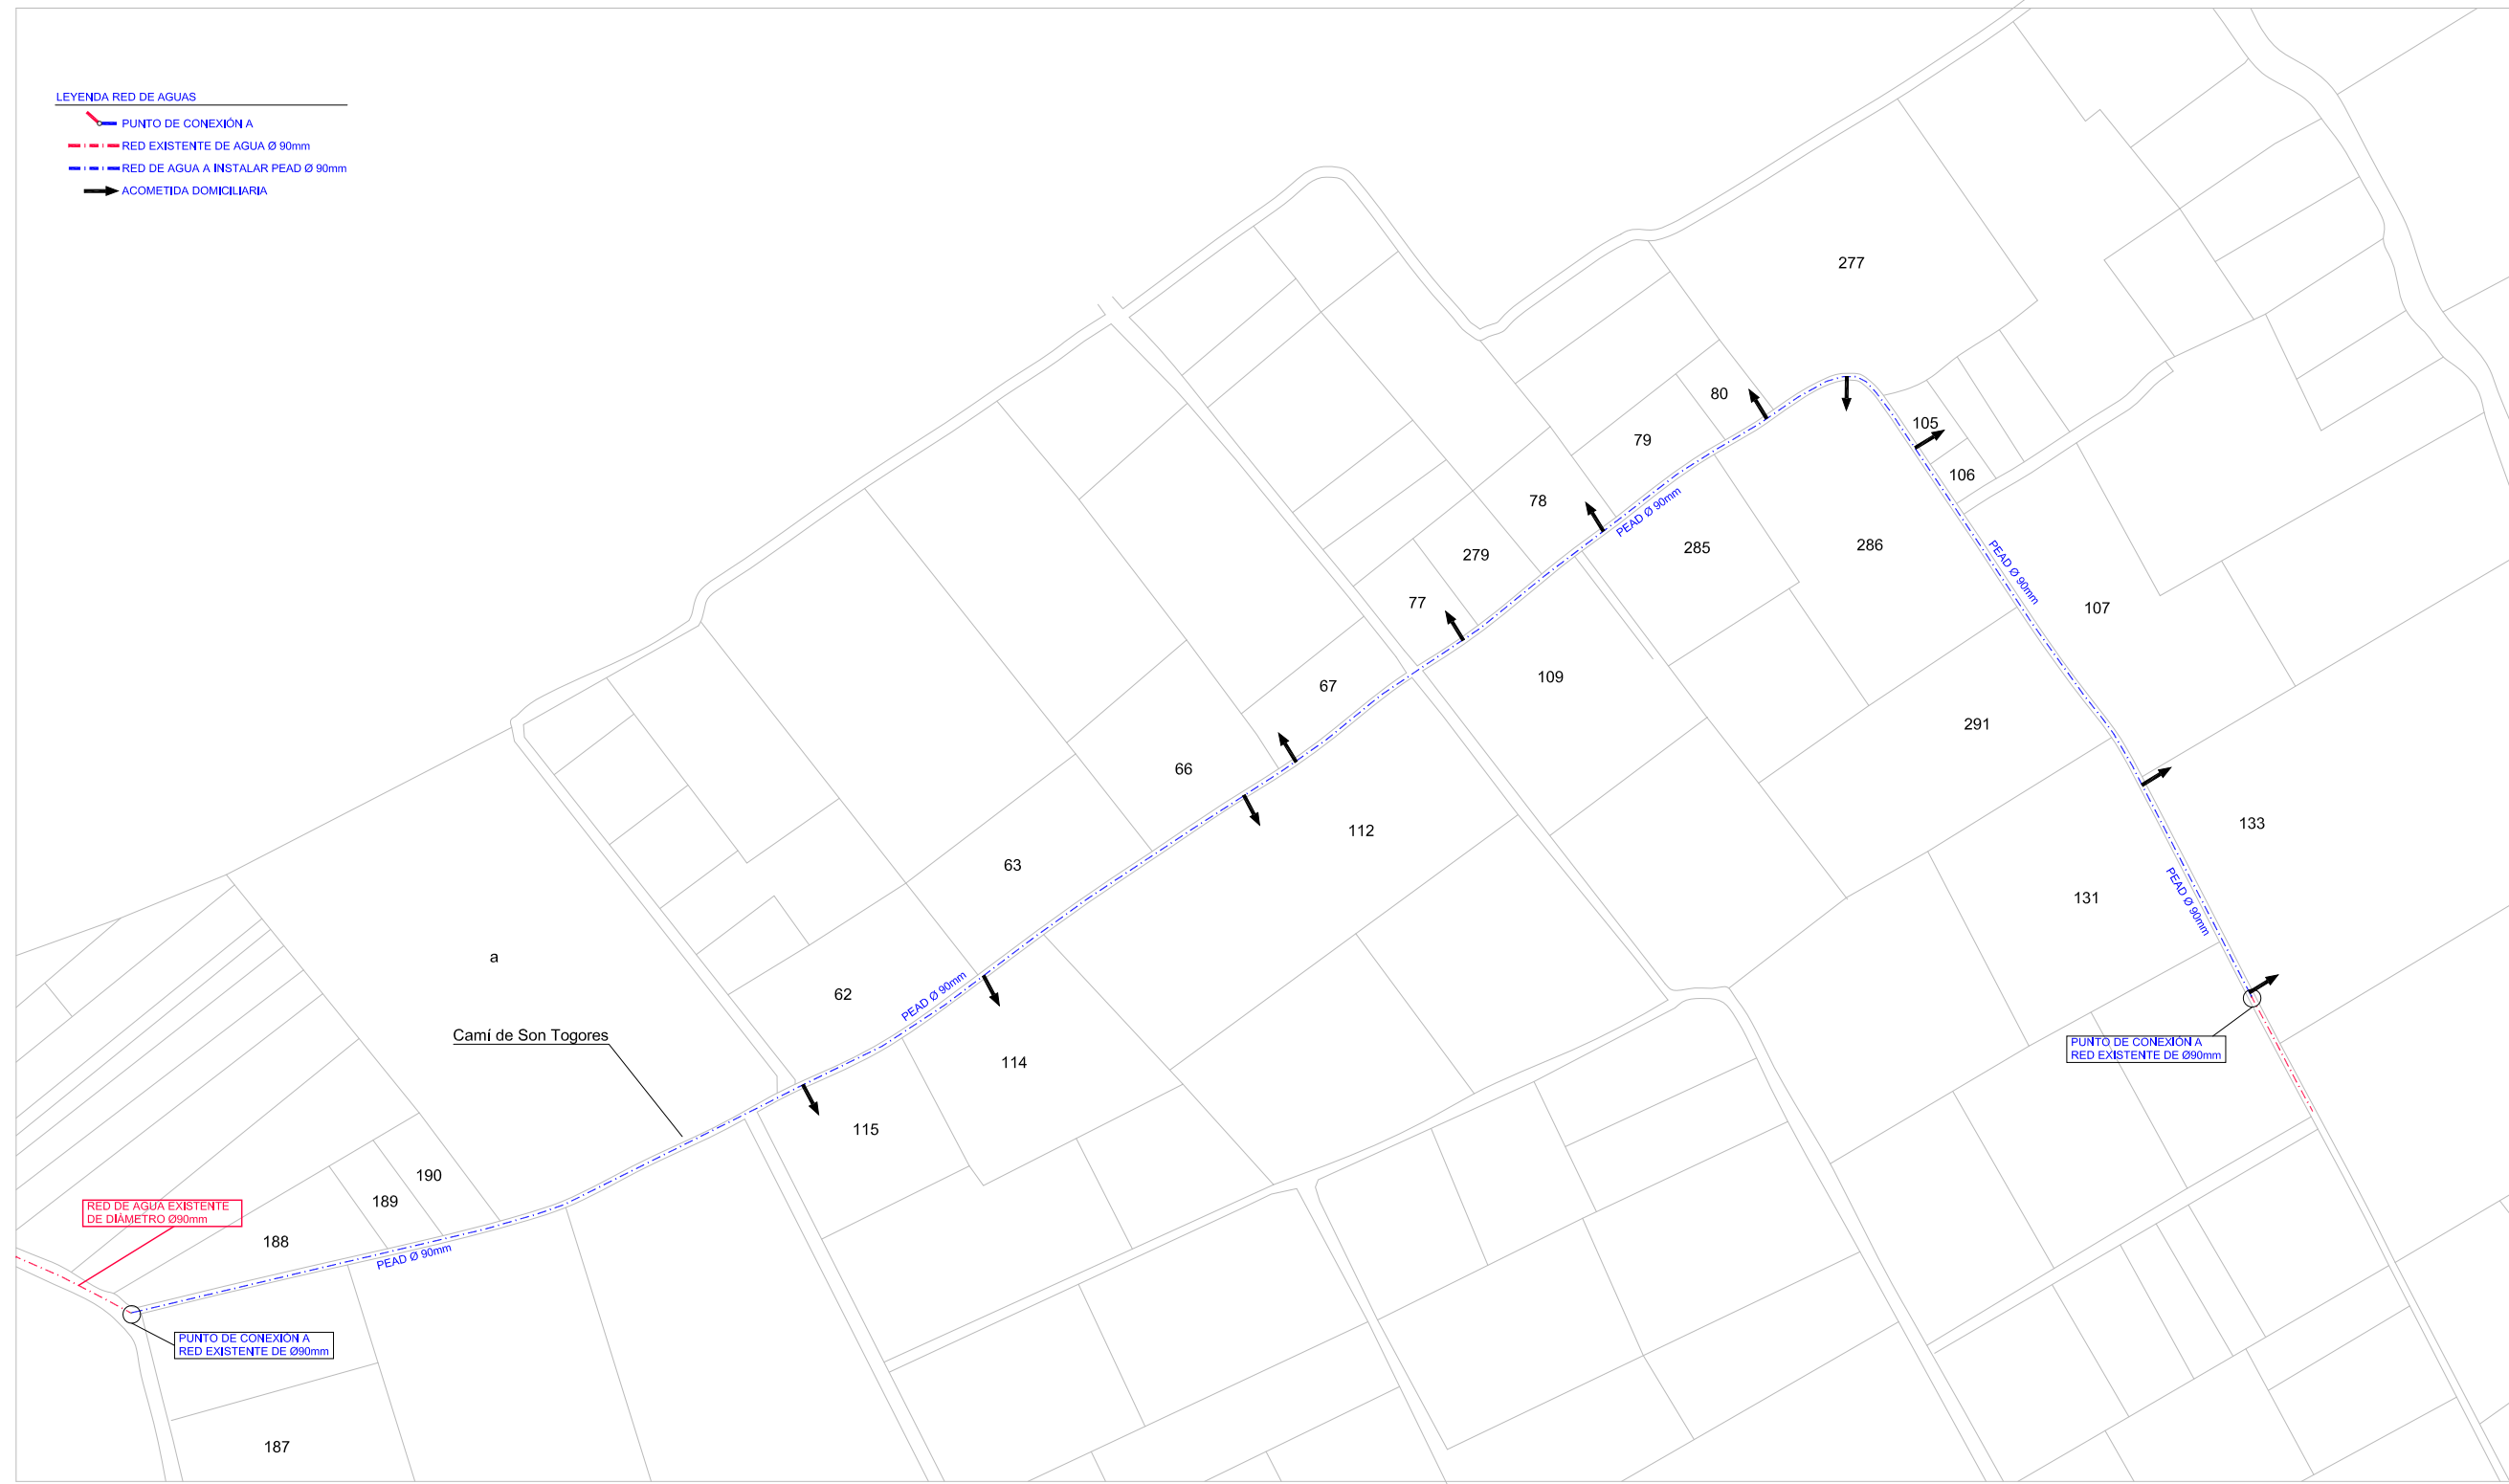 LEYENDA RED DE AGUAS
PUNTO DE CONEXIÓN A
RED EXISTENTE DE AGUA Ø 90mm
RED DE AGUA A INSTALAR PEAD Ø 90mm
ACOMETIDA DOMICILIARIA
277
80
105
79
106
78
PEAD Ø 90mm
279
285
286
PEAD Ø 90mm
77
107
67
109
291
66
112
133
63
131
PEAD Ø 90mm
a
62
PEAD Ø 90mm
Camí de Son Togores
114
PUNTO DE CONEXIÓN A
RED EXISTENTE DE Ø90mm
115
190
189
RED DE AGUA EXISTENTE
DE DIÁMETRO Ø90mm
188
PEAD Ø 90mm
PUNTO DE CONEXIÓN A
RED EXISTENTE DE Ø90mm
187